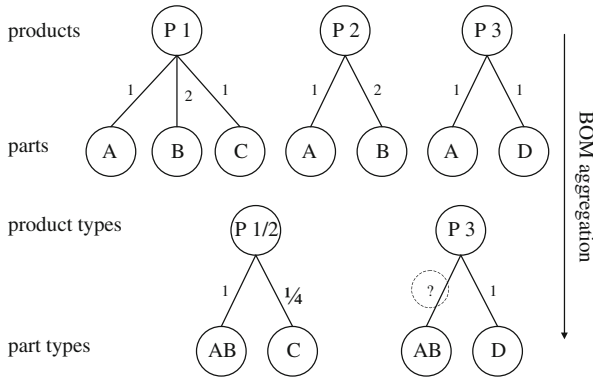 products P 1 P 2 P 3
1 2 1 1 2 1 1
parts A B C A B A D
BOM aggregation
product types P 1/2 P 3
1 ¼ ? 1
part types AB C AB D